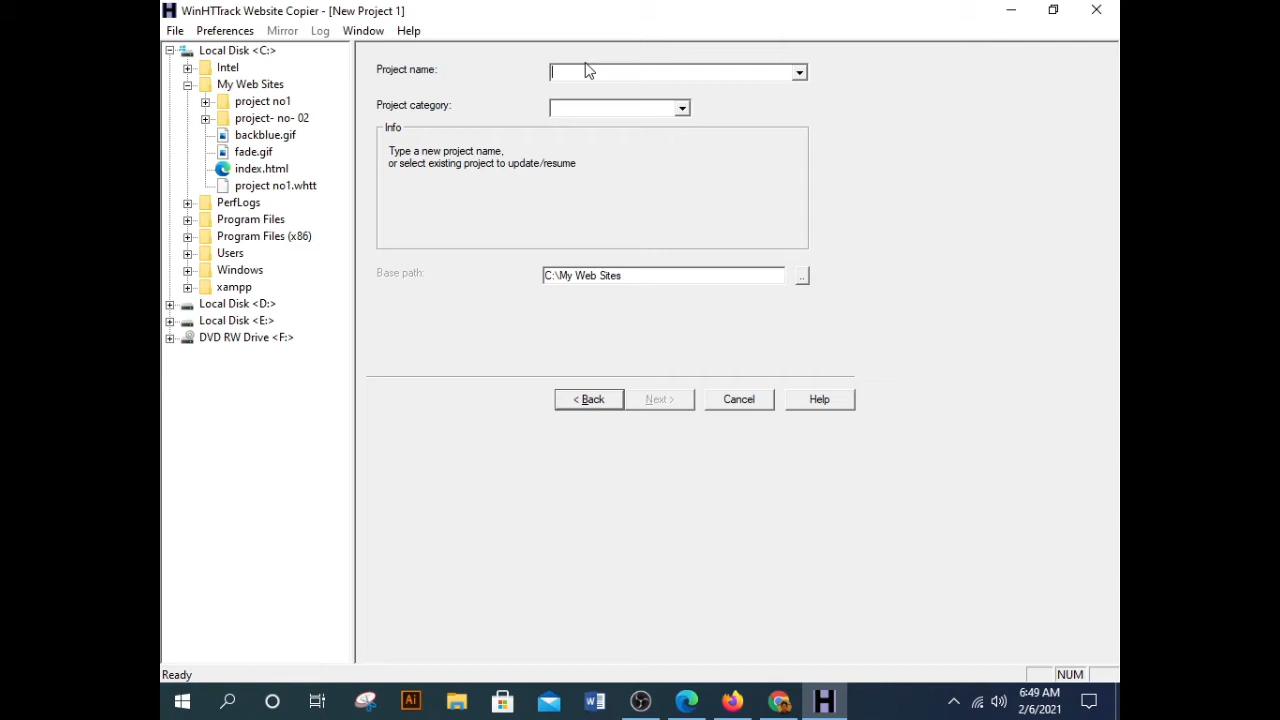 WinHTTrack Website Copier - [New Project 1]
File Preferences Mirror Log Window Help
Local Disk <C:>
Intel
My Web Sites
project no1
project- no- 02
backblue.gif
fade.gif
index.html
project no1.whtt
PerfLogs
Program Files
Program Files (x86)
Users
Windows
xampp
Local Disk <D:>
Local Disk <E:>
DVD RW Drive <F:>
Project name:
Project category:
Info
Type a new project name,
or select existing project to update/resume
Base path:
C:\My Web Sites
..
< Back Next > Cancel Help
Ready
NUM
Ai
6:49 AM
2/6/2021